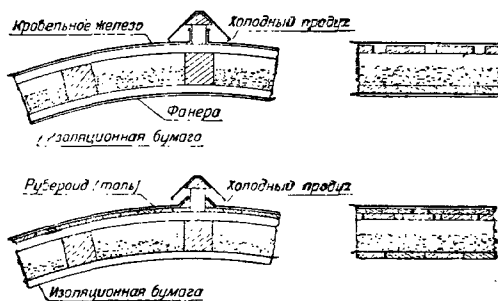 Кровельное железо
Холодный продух
Фанера
Изоляционная бумага
Рубероид (толь)
Холодный продух
Изоляционная бумага